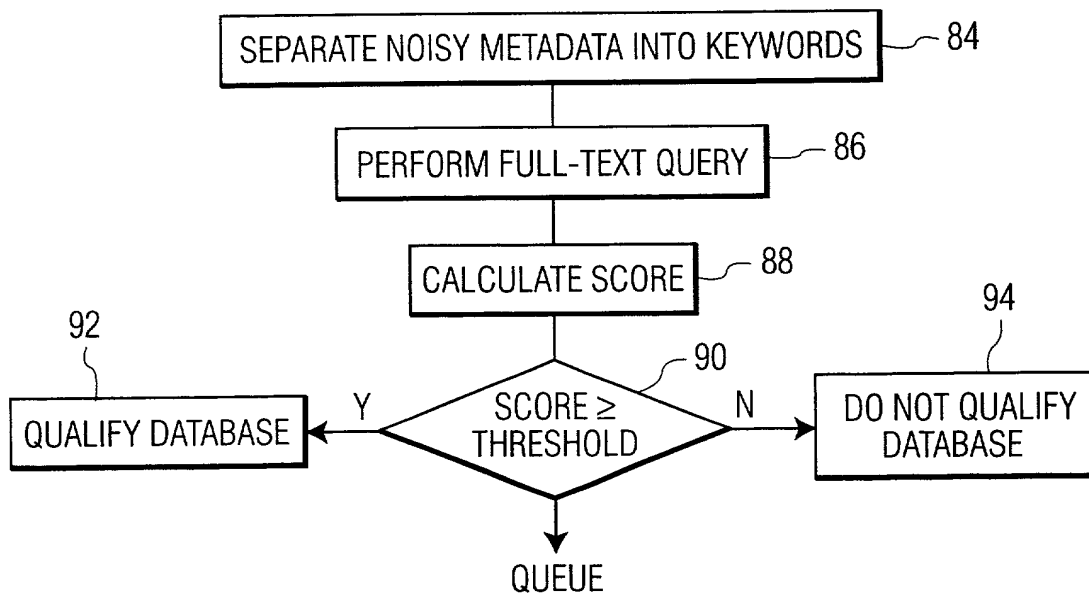 SEPARATE NOISY METADATA INTO KEYWORDS
84
PERFORM FULL-TEXT QUERY
86
CALCULATE SCORE
88
92
90
94
Y
SCORE ≥
THRESHOLD
N
QUALIFY DATABASE
DO NOT QUALIFY
DATABASE
QUEUE